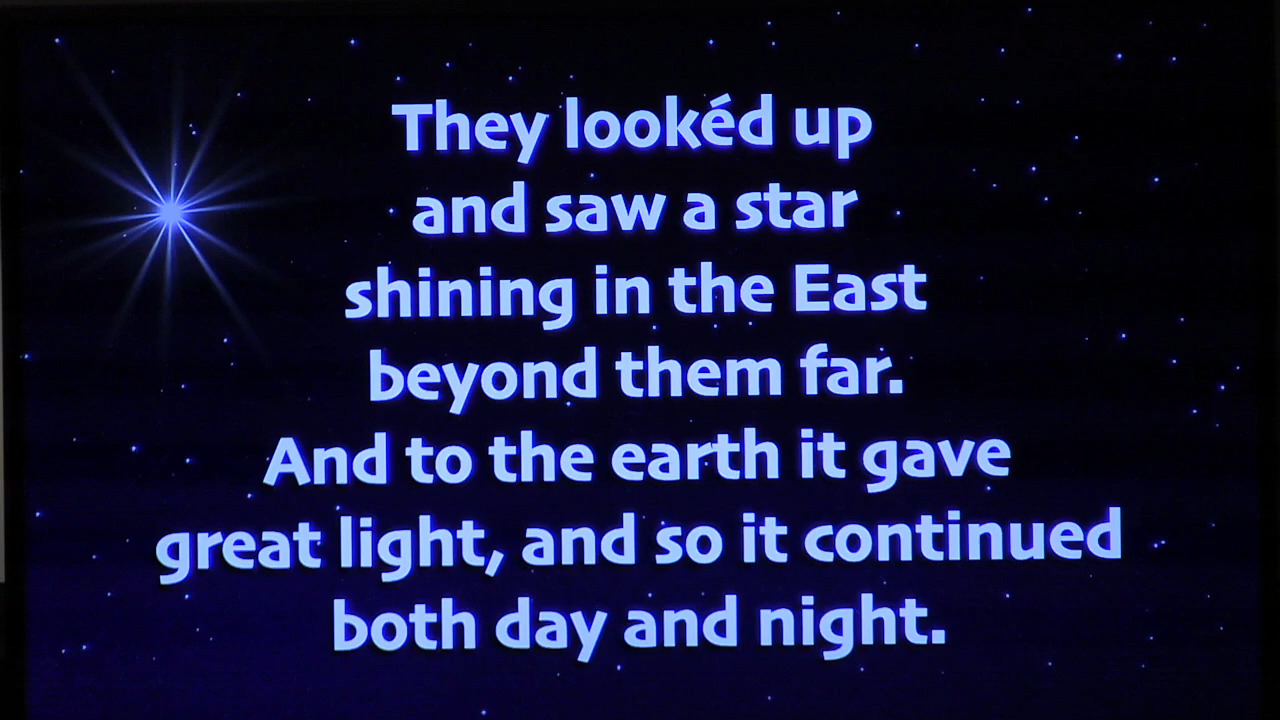 They lookéd up
and saw a star
shining in the East
beyond them far.
And to the earth it gave
great light, and so it continued
both day and night.